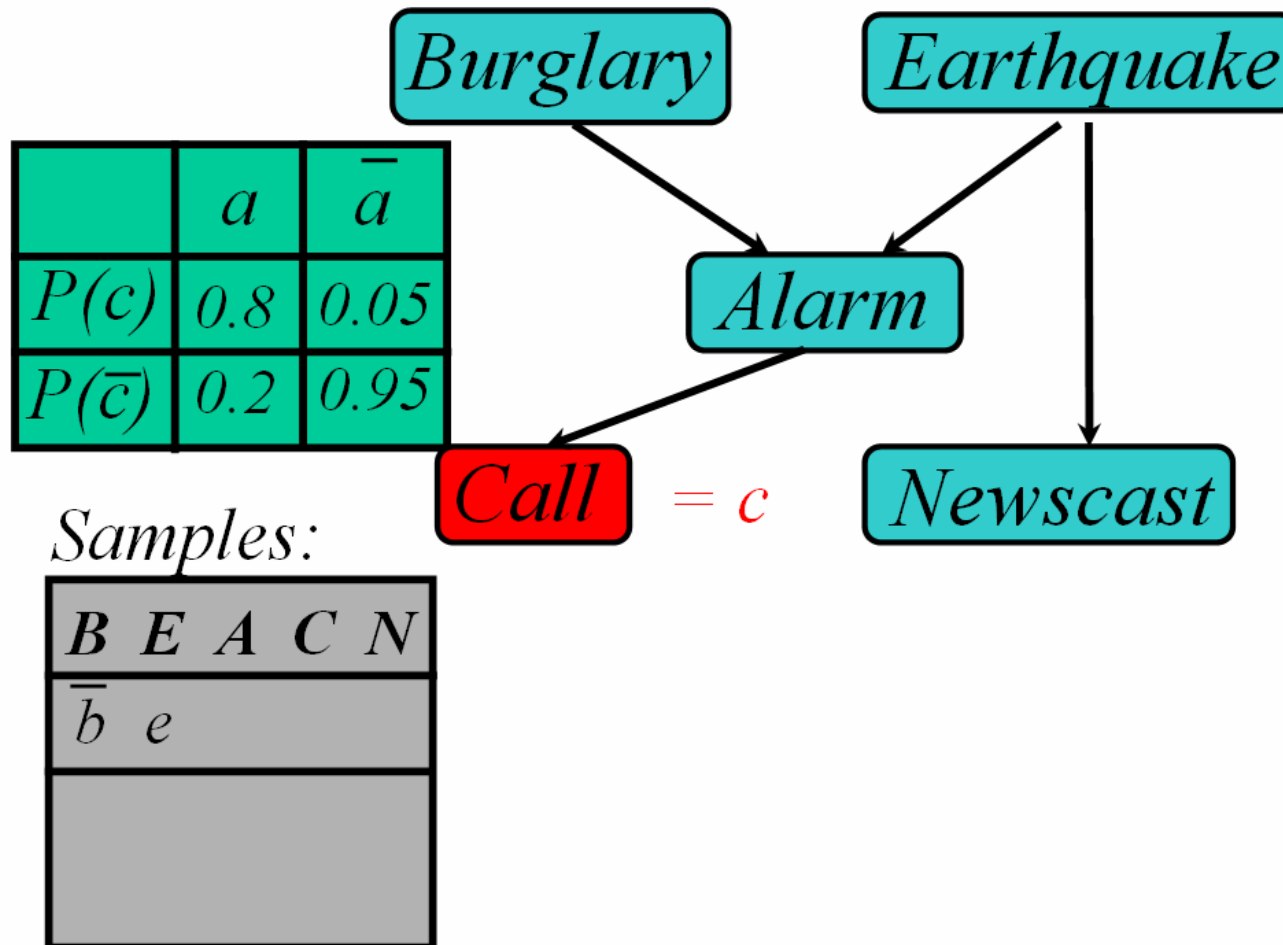 Burglary Earthquake
a a̅
Alarm
P(c) 0.8 0.05
P(c̅) 0.2 0.95
Call = c Newscast
Samples:
B E A C N
b̅ e